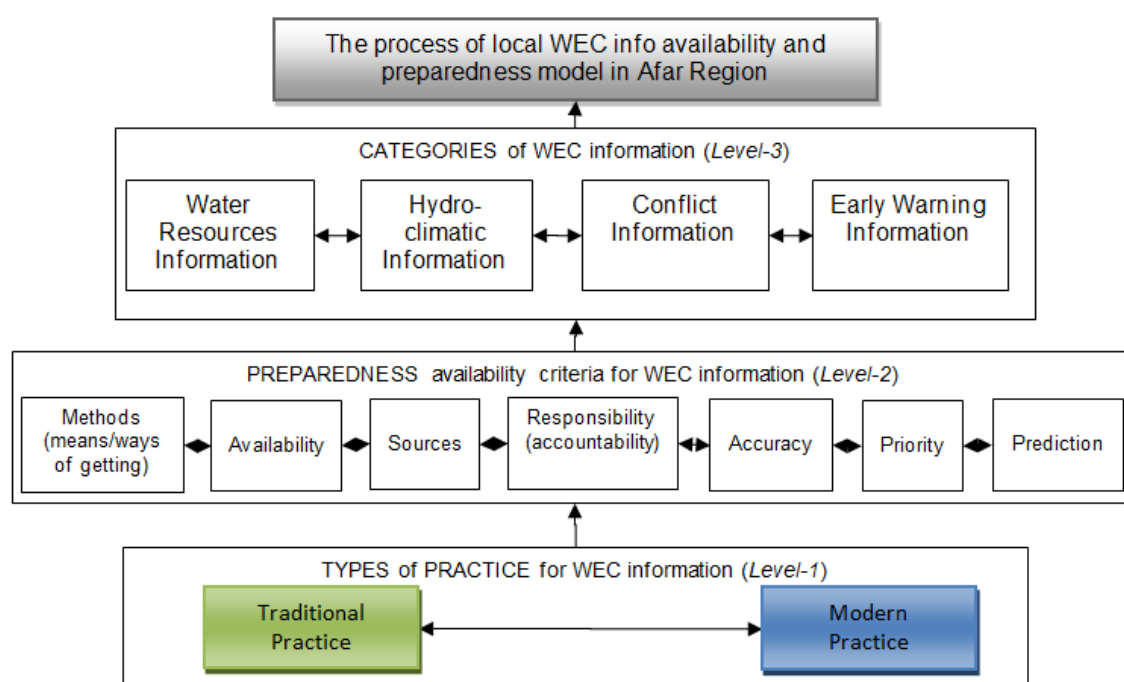 The process of local WEC info availability and
preparedness model in Afar Region
CATEGORIES of WEC information (Level-3)
Water
Resources
Information
Hydro-
climatic
Information
Conflict
Information
Early Warning
Information
PREPAREDNESS availability criteria for WEC information (Level-2)
Methods
(means/ways
of getting)
Availability
Sources
Responsibility
(accountability)
Accuracy
Priority
Prediction
TYPES of PRACTICE for WEC information (Level-1)
Traditional
Practice
Modern
Practice